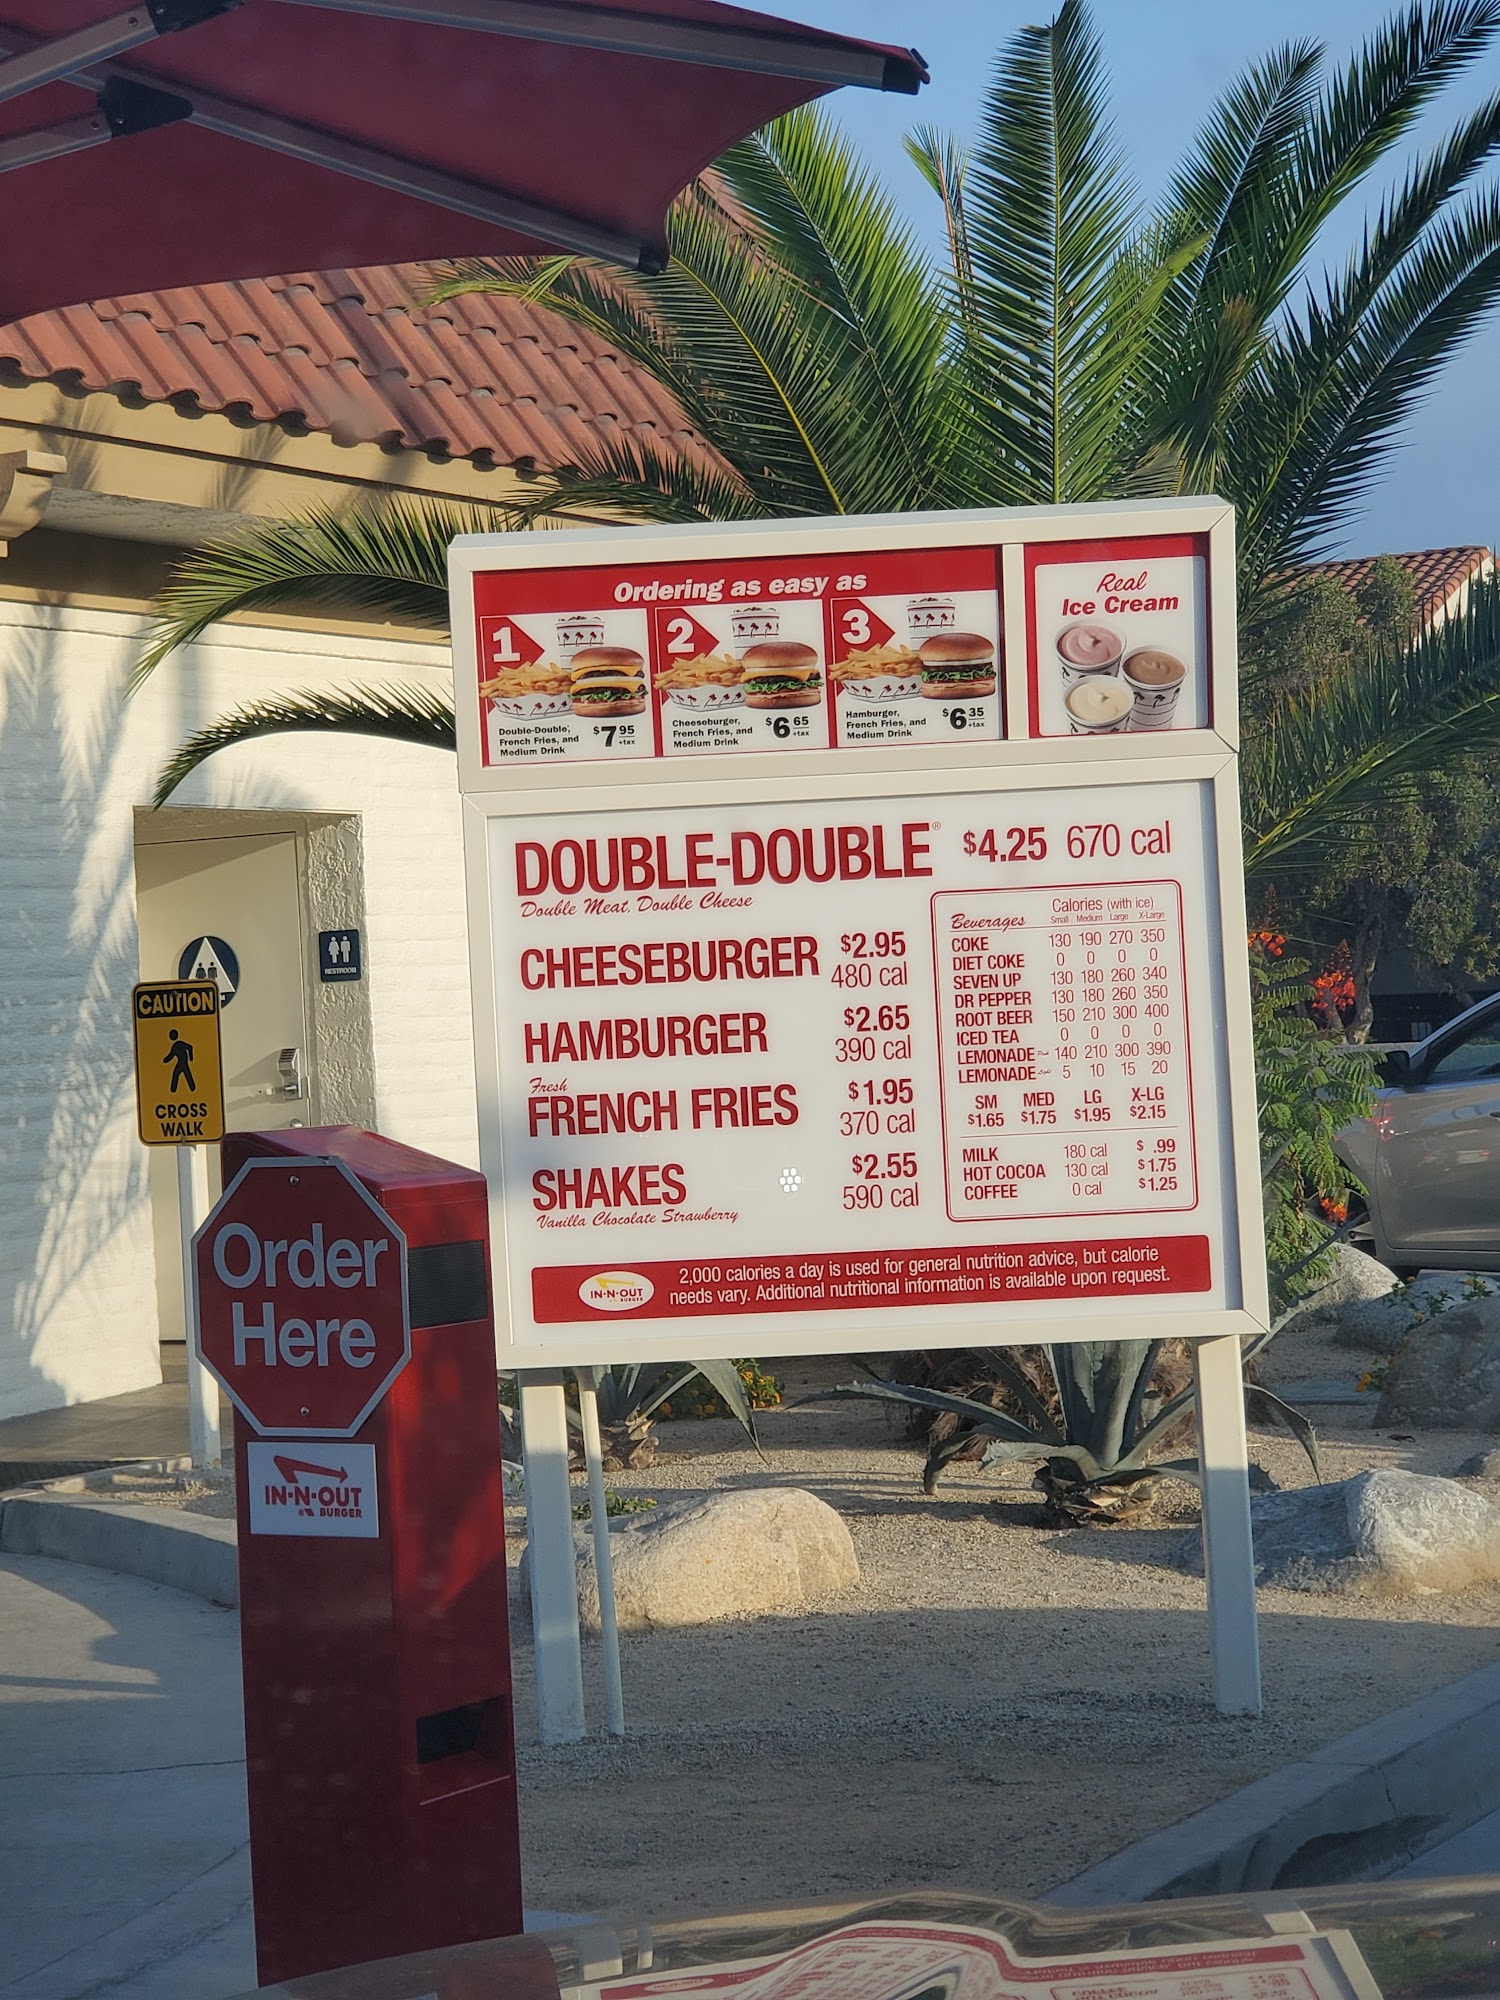 Ordering as easy as
1
Double-Double,
French Fries, and
Medium Drink
$7 95
+tax
2
Cheeseburger,
French Fries, and
Medium Drink
$6 65
+tax
3
Hamburger,
French Fries, and
Medium Drink
$6 35
+tax
Real
Ice Cream
DOUBLE-DOUBLE® $4.25 670 cal
Double Meat, Double Cheese
CHEESEBURGER $2.95
480 cal
HAMBURGER $2.65
390 cal
Fresh
FRENCH FRIES $1.95
370 cal
SHAKES $2.55
590 cal
Vanilla Chocolate Strawberry
Calories (with ice)
Beverages Small Medium Large X-Large
COKE 130 190 270 350
DIET COKE 0 0 0 0
SEVEN UP 130 180 260 340
DR PEPPER 130 180 260 350
ROOT BEER 150 210 300 400
ICED TEA 0 0 0 0
LEMONADE 140 210 300 390
LEMONADE 5 10 15 20
SM MED LG X-LG
$1.65 $1.75 $1.95 $2.15
MILK 180 cal $ .99
HOT COCOA 130 cal $1.75
COFFEE 0 cal $1.25
IN-N-OUT
BURGER
2,000 calories a day is used for general nutrition advice, but calorie
needs vary. Additional nutritional information is available upon request.
RESTROOM
CAUTION
CROSS
WALK
Order
Here
IN-N-OUT
BURGER